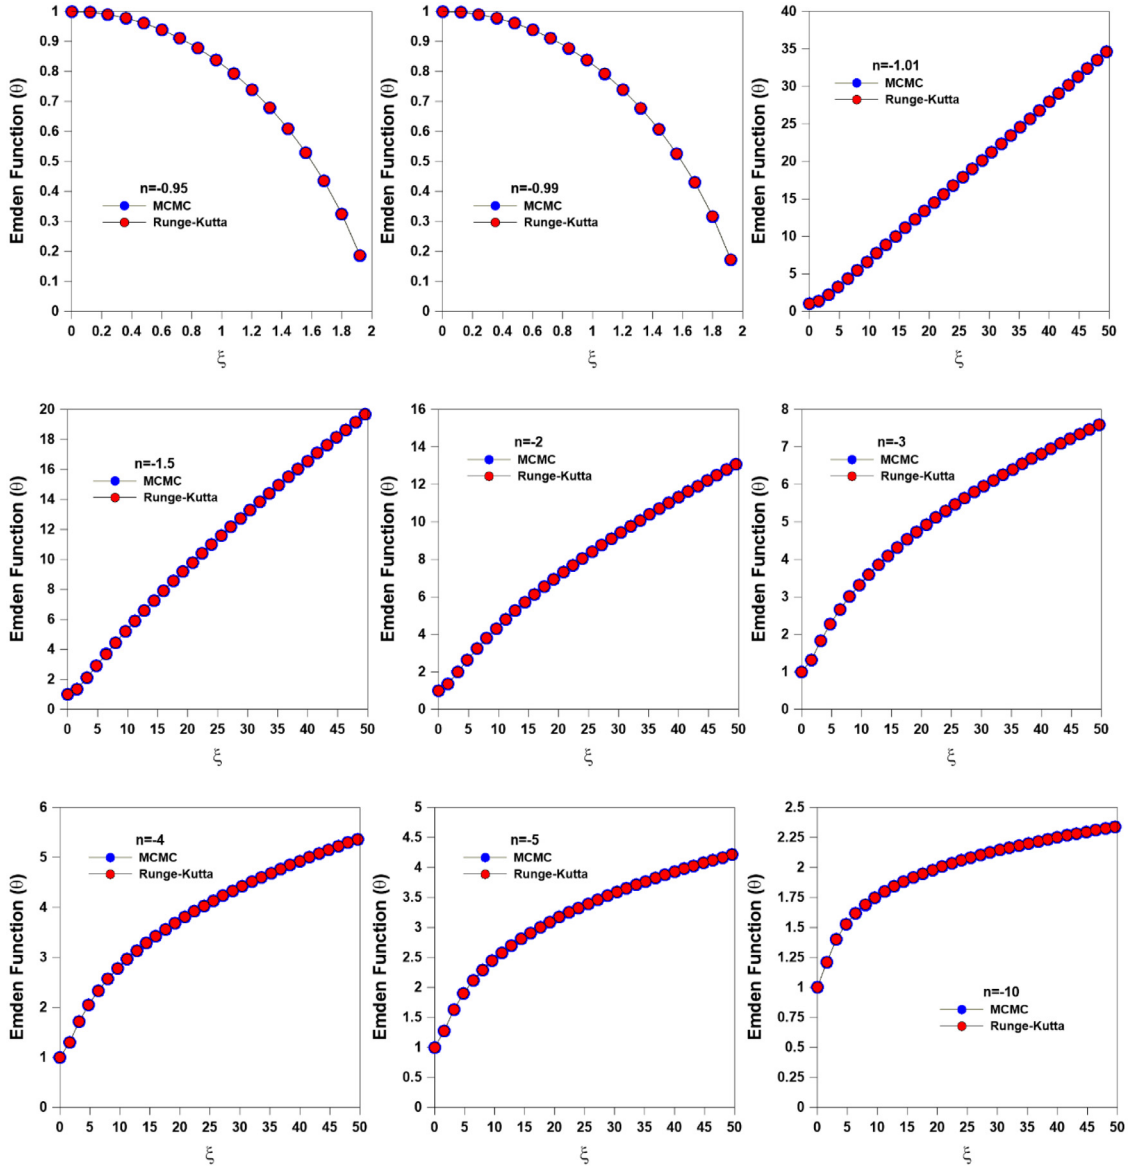 1
0.9
0.8
0.7
0.6
0.5
0.4
0.3
0.2
0.1
0
Emden Function (θ)
n=-0.95
MCMC
Runge-Kutta
0 0.2 0.4 0.6 0.8 1 1.2 1.4 1.6 1.8 2
ξ
1
0.9
0.8
0.7
0.6
0.5
0.4
0.3
0.2
0.1
0
Emden Function (θ)
n=-0.99
MCMC
Runge-Kutta
0 0.2 0.4 0.6 0.8 1 1.2 1.4 1.6 1.8 2
ξ
40
35
30
25
20
15
10
5
0
Emden Function (θ)
n=-1.01
MCMC
Runge-Kutta
0 5 10 15 20 25 30 35 40 45 50
ξ
20
18
16
14
12
10
8
6
4
2
0
Emden Function (θ)
n=-1.5
MCMC
Runge-Kutta
0 5 10 15 20 25 30 35 40 45 50
ξ
16
14
12
10
8
6
4
2
0
Emden Function (θ)
n=-2
MCMC
Runge-Kutta
0 5 10 15 20 25 30 35 40 45 50
ξ
8
7
6
5
4
3
2
1
0
Emden Function (θ)
n=-3
MCMC
Runge-Kutta
0 5 10 15 20 25 30 35 40 45 50
ξ
6
5
4
3
2
1
0
Emden Function (θ)
n=-4
MCMC
Runge-Kutta
0 5 10 15 20 25 30 35 40 45 50
ξ
5
4.5
4
3.5
3
2.5
2
1.5
1
0.5
0
Emden Function (θ)
n=-5
MCMC
Runge-Kutta
0 5 10 15 20 25 30 35 40 45 50
ξ
2.5
2.25
2
1.75
1.5
1.25
1
0.75
0.5
0.25
0
Emden Function (θ)
n=-10
MCMC
Runge-Kutta
0 5 10 15 20 25 30 35 40 45 50
ξ